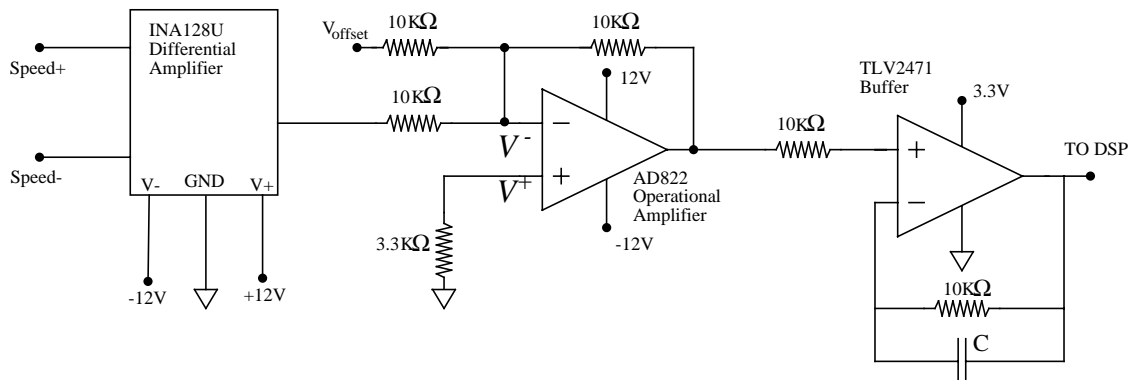 INA128U
Differential
Amplifier
Speed+
Speed-
V-
GND
V+
-12V
+12V
Voffset
10KΩ
10KΩ
10KΩ
12V
V-
V+
3.3KΩ
-12V
AD822
Operational
Amplifier
10KΩ
TLV2471
Buffer
3.3V
TO DSP
10KΩ
C